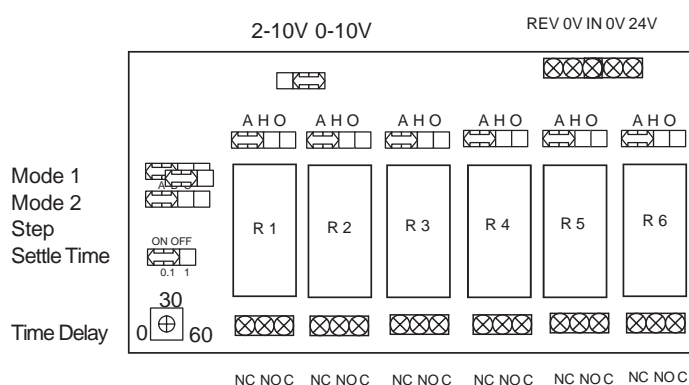 2-10V 0-10V
REV 0V IN 0V 24V
A H O A H O A H O A H O A H O A H O
Mode 1
Mode 2
Step
Settle Time
R 1 R 2 R 3 R 4 R 5 R 6
ON OFF
0.1 1
30
Time Delay 0 60
NC NO C NC NO C NC NO C NC NO C NC NO C NC NO C